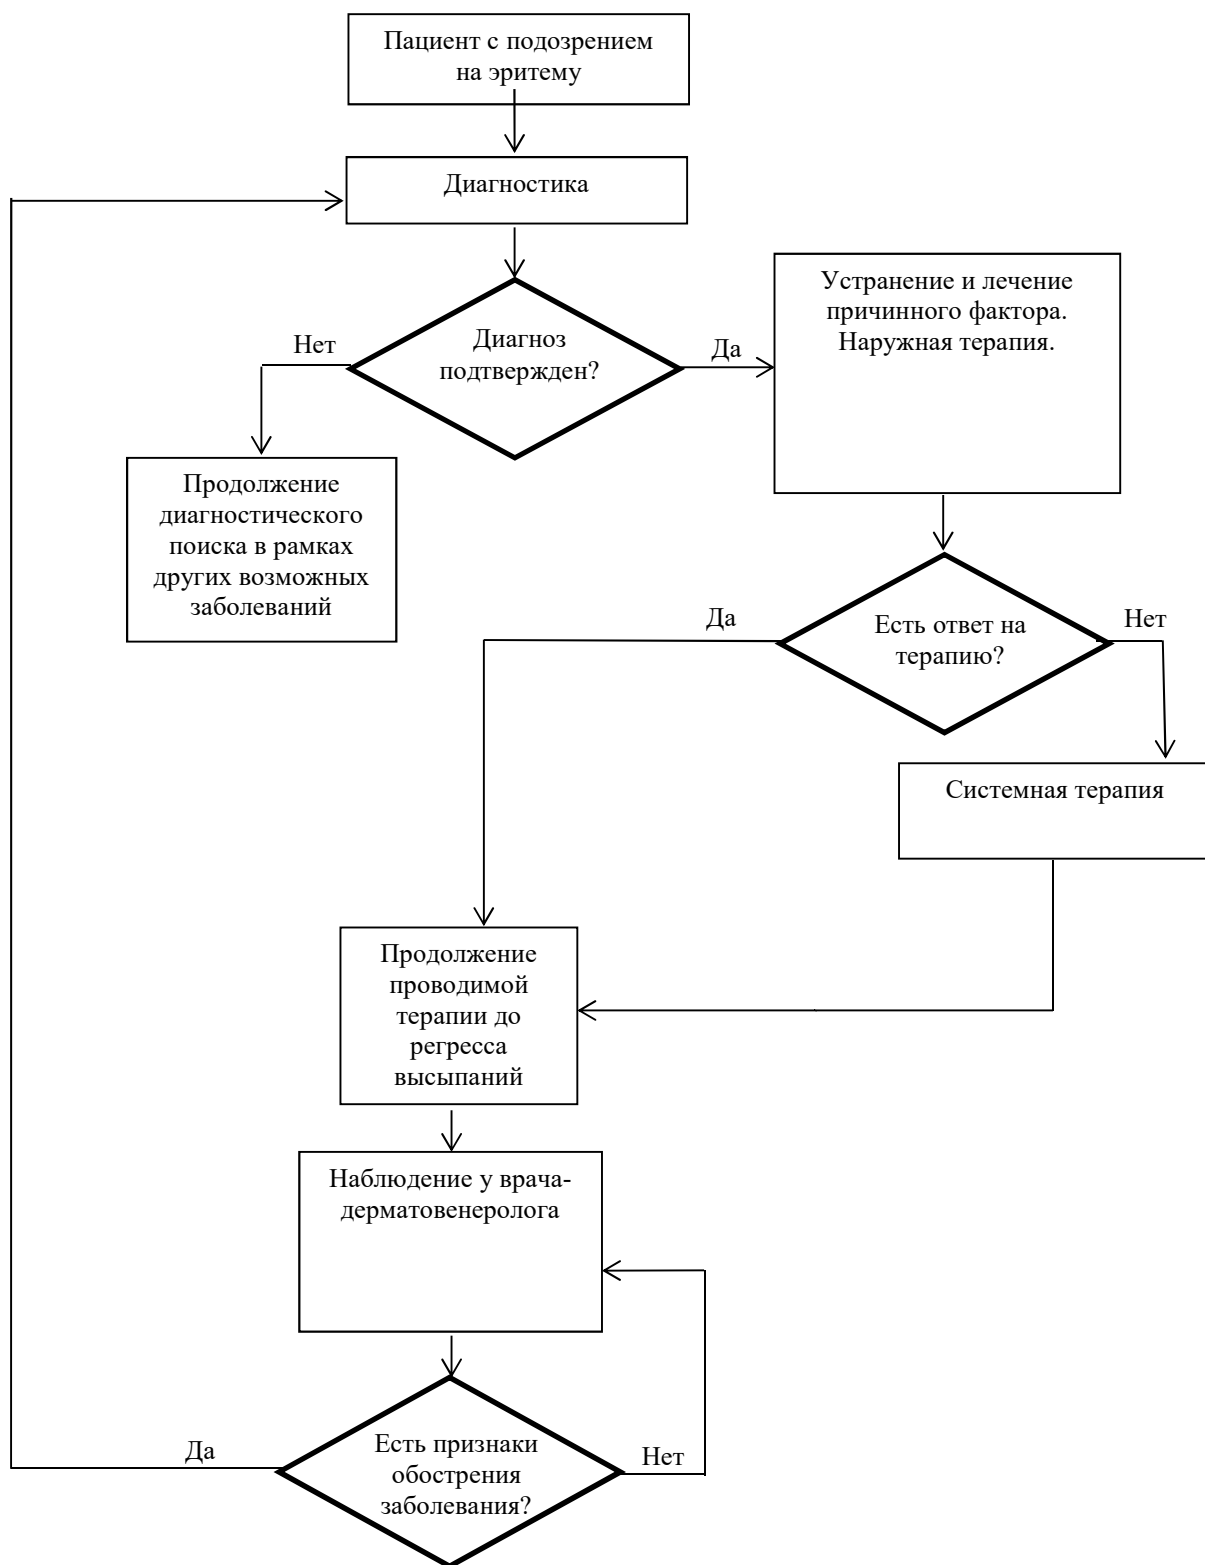 Пациент с подозрением
на эритему
Диагностика
Устранение и лечение
причинного фактора.
Наружная терапия.
Нет
Диагноз
подтвержден?
Да
Продолжение
диагностического
поиска в рамках
других возможных
заболеваний
Да
Есть ответ на
терапию?
Нет
Системная терапия
Продолжение
проводимой
терапии до
регресса
высыпаний
Наблюдение у врача-
дерматовенеролога
Да
Есть признаки
обострения
заболевания?
Нет